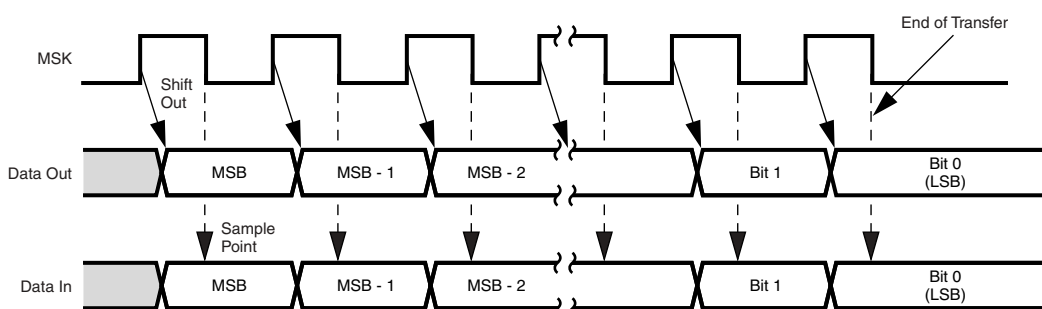 End of Transfer
MSK
Shift
Out
Data Out
MSB
MSB - 1
MSB - 2
Bit 1
Bit 0
(LSB)
Sample
Point
Data In
MSB
MSB - 1
MSB - 2
Bit 1
Bit 0
(LSB)